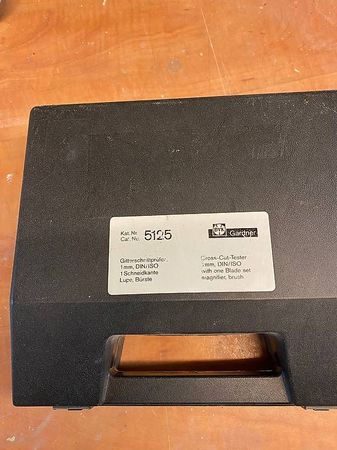 Kat. Nr.
Cat. No. 5125
Gardner
Gitterschnittprüfer,
1mm, DIN/ISO
1 Schneidkante
Lupe, Bürste
Cross-Cut-Tester
1mm, DIN/ISO
with one Blade set
magnifier, brush